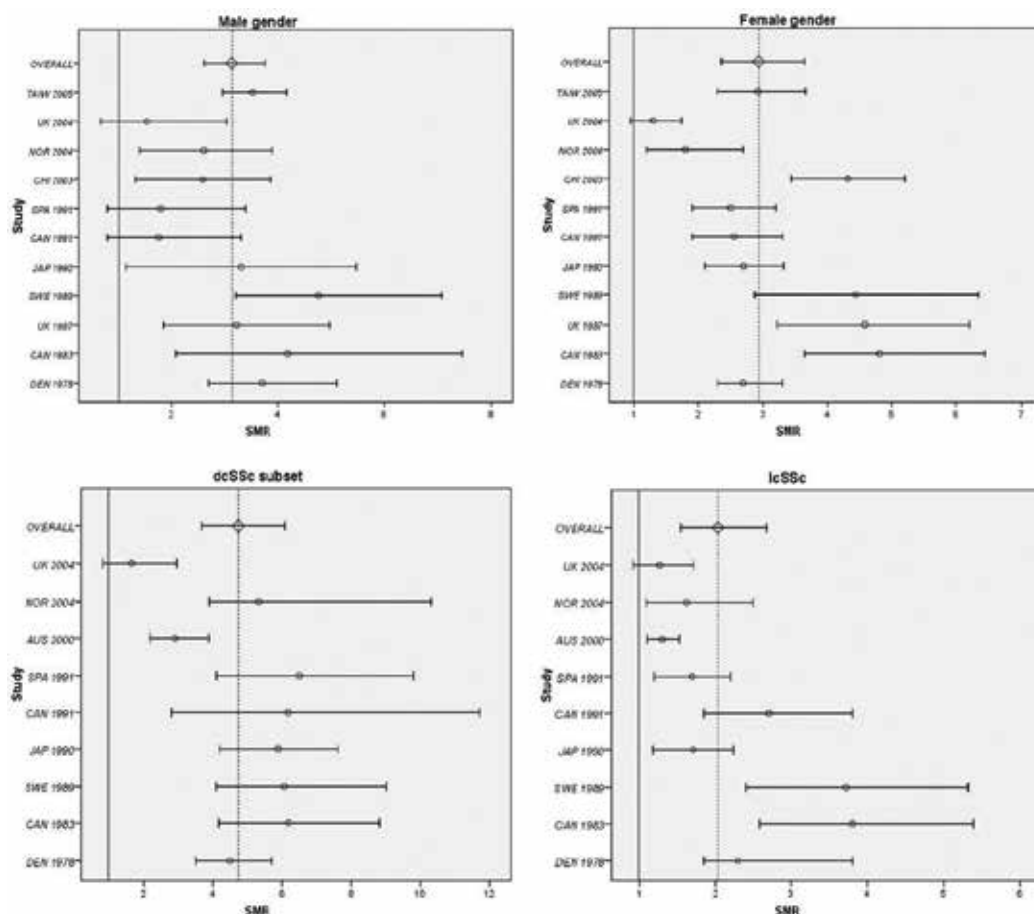 Male gender
OVERALL
TAIW 2005
UK 2004
NOR 2004
CHI 2003
SPA 1991
CAN 1991
JAP 1990
SWE 1989
UK 1987
CAN 1983
DEN 1978
Study
2
4
6
8
SMR
Female gender
OVERALL
TAIW 2005
UK 2004
NOR 2004
CHI 2003
SPA 1991
CAN 1991
JAP 1990
SWE 1989
UK 1987
CAN 1983
DEN 1978
Study
1
2
3
4
5
6
7
SMR
dcSSc subset
OVERALL
UK 2004
NOR 2004
AUS 2000
SPA 1991
CAN 1991
JAP 1990
SWE 1989
CAN 1983
DEN 1978
Study
2
4
6
8
10
12
SMR
lcSSc
OVERALL
UK 2004
NOR 2004
AUS 2000
SPA 1991
CAN 1991
JAP 1990
SWE 1989
CAN 1983
DEN 1978
Study
1
2
3
4
5
6
SMR